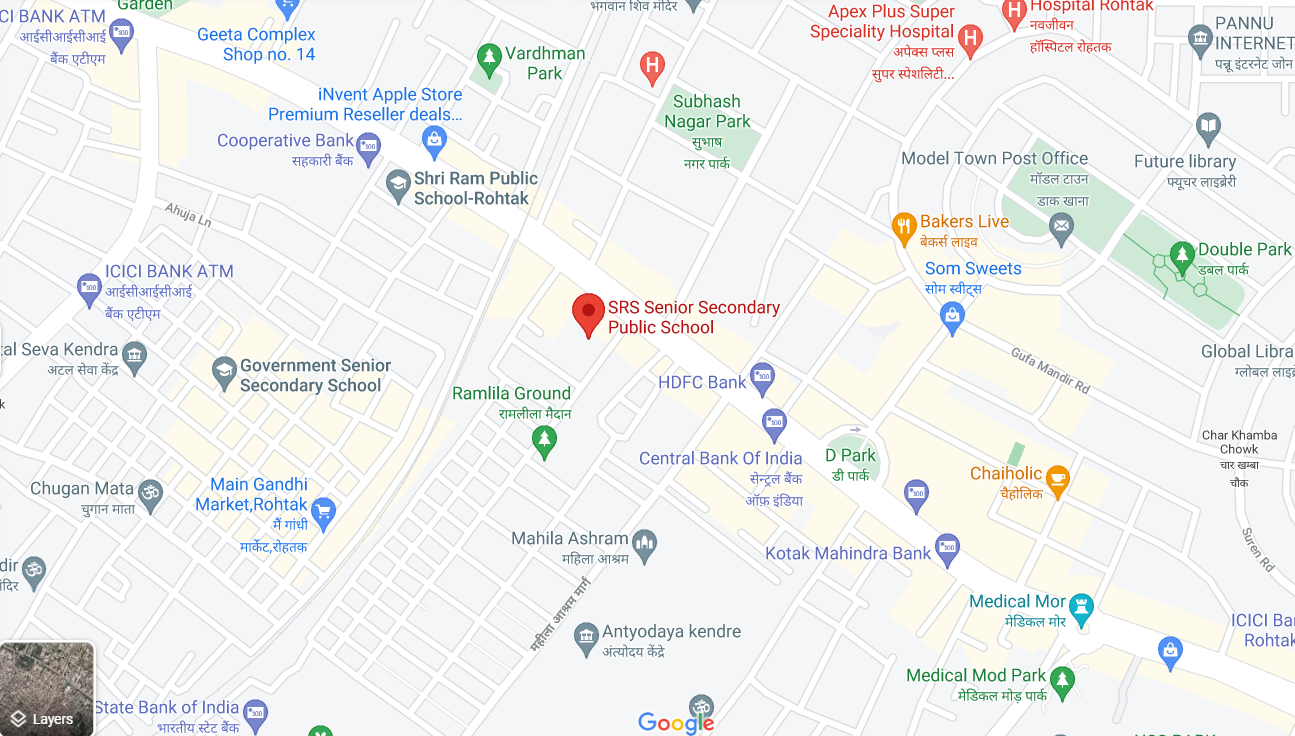 Garden
CI BANK ATM
आईसीआईसीआई
बैंक एटीएम
Geeta Complex
Shop no. 14
भगवान शिव मंदिर
Apex Plus Super
Speciality Hospital
अपेक्स प्लस
सुपर स्पेशलिटी...
Hospital Rohtak
नवजीवन
हॉस्पिटल रोहतक
PANNU
INTERNET
पन्नू इंटरनेट जोन
Vardhman
Park
iNvent Apple Store
Premium Reseller deals...
Subhash
Nagar Park
सुभाष
नगर पार्क
Cooperative Bank
सहकारी बैंक
Shri Ram Public
School-Rohtak
Model Town Post Office
मॉडल टाउन
डाक खाना
Future library
फ्यूचर लाइब्रेरी
Ahuja Ln
Bakers Live
बेकर्स लाइव
Double Park
डबल पार्क
ICICI BANK ATM
आईसीआईसीआई
बैंक एटीएम
Som Sweets
सोम स्वीट्स
SRS Senior Secondary
Public School
tal Seva Kendra
अटल सेवा केंद्र
Government Senior
Secondary School
Gufa Mandir Rd
Global Libra
ग्लोबल लाइब्रे
HDFC Bank
Ramlila Ground
रामलीला मैदान
k
Char Khamba
Chowk
चार खम्बा
चौक
Central Bank Of India
सेन्ट्रल बैंक
ऑफ़ इंडिया
D Park
डी पार्क
Chaiholic
चैहोलिक
Chugan Mata
चुगान माता
Main Gandhi
Market,Rohtak
मैं गांधी
मार्केट,रोहतक
Mahila Ashram
महिला आश्रम
Kotak Mahindra Bank
Suren Rd
dir
मंदिर
महीला आश्रम मार्ग
Medical Mor
मेडिकल मोर
ICICI Ban
Rohtak
Antyodaya kendre
अंत्योदय केंद्रे
Medical Mod Park
मेडिकल मोड़ पार्क
State Bank of India
भारतीय स्टेट बैंक
Layers
Google